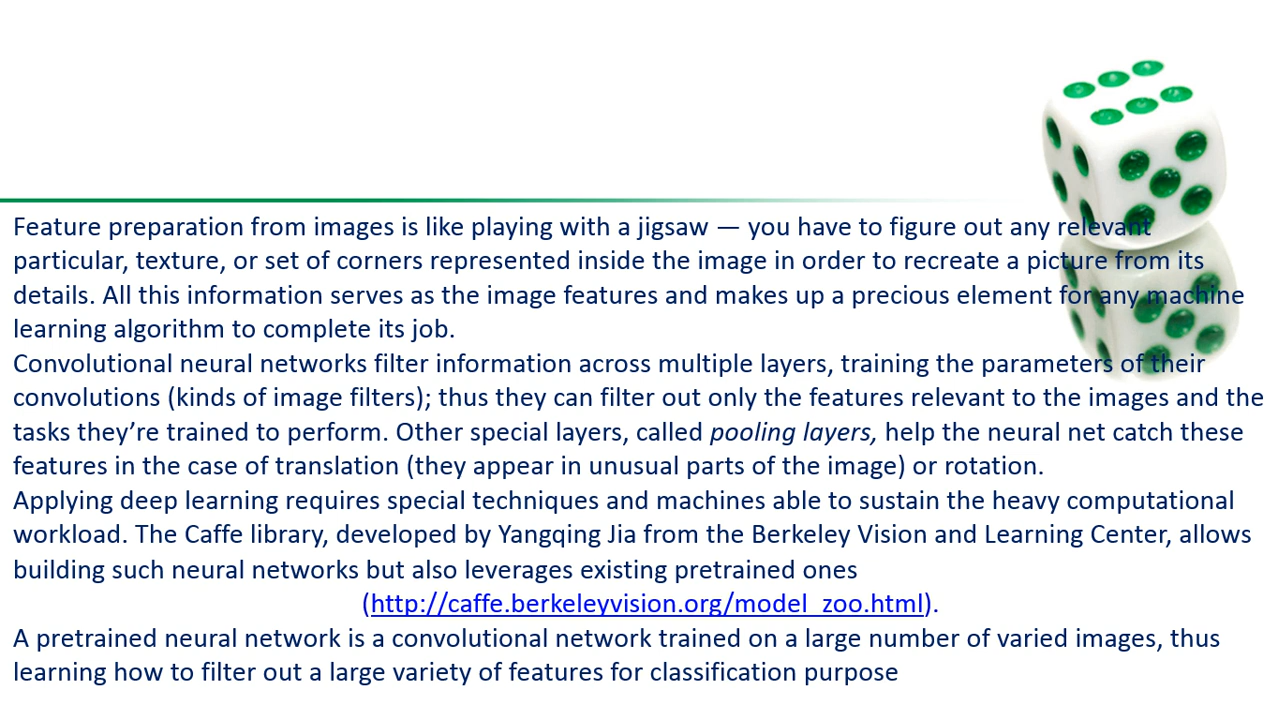 Feature preparation from images is like playing with a jigsaw — you have to figure out any relevant
particular, texture, or set of corners represented inside the image in order to recreate a picture from its
details. All this information serves as the image features and makes up a precious element for any machine
learning algorithm to complete its job.
Convolutional neural networks filter information across multiple layers, training the parameters of their
convolutions (kinds of image filters); thus they can filter out only the features relevant to the images and the
tasks they’re trained to perform. Other special layers, called pooling layers, help the neural net catch these
features in the case of translation (they appear in unusual parts of the image) or rotation.
Applying deep learning requires special techniques and machines able to sustain the heavy computational
workload. The Caffe library, developed by Yangqing Jia from the Berkeley Vision and Learning Center, allows
building such neural networks but also leverages existing pretrained ones
(http://caffe.berkeleyvision.org/model_zoo.html).
A pretrained neural network is a convolutional network trained on a large number of varied images, thus
learning how to filter out a large variety of features for classification purpose